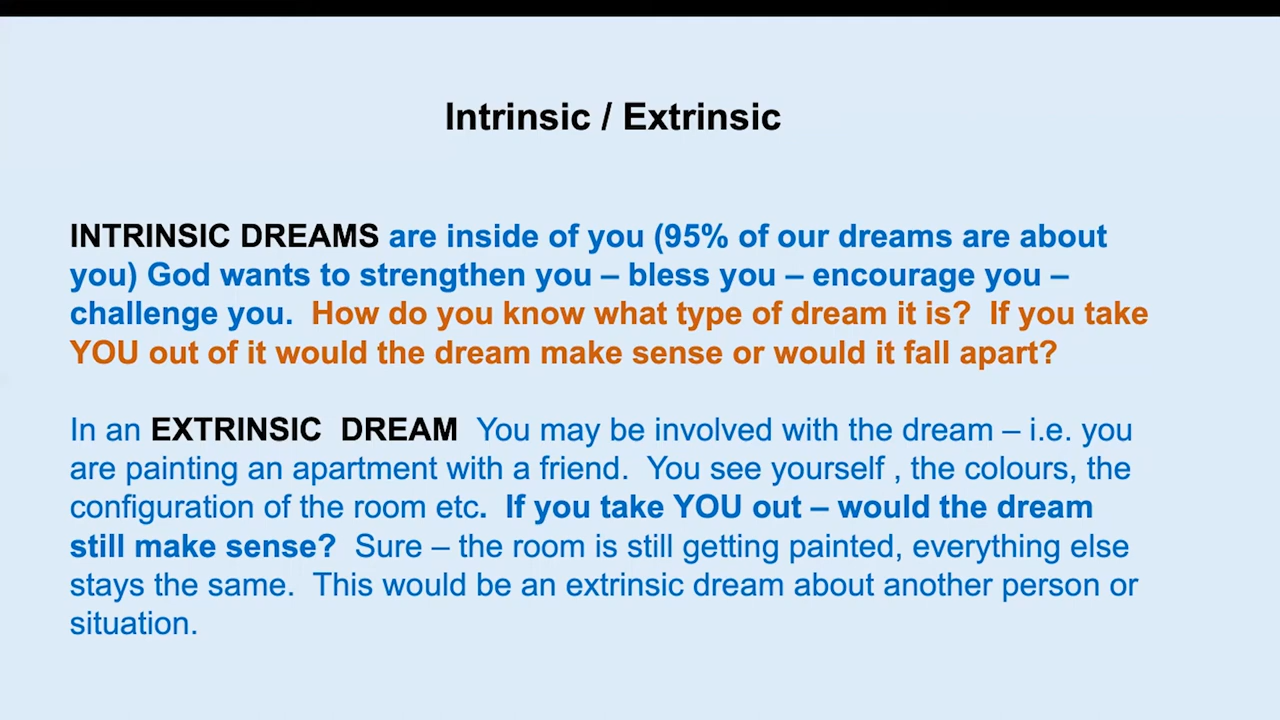 Intrinsic / Extrinsic
INTRINSIC DREAMS are inside of you (95% of our dreams are about
you) God wants to strengthen you – bless you – encourage you –
challenge you.  How do you know what type of dream it is?  If you take
YOU out of it would the dream make sense or would it fall apart?
In an EXTRINSIC  DREAM  You may be involved with the dream – i.e. you
are painting an apartment with a friend.  You see yourself , the colours, the
configuration of the room etc.  If you take YOU out – would the dream
still make sense?  Sure – the room is still getting painted, everything else
stays the same.  This would be an extrinsic dream about another person or
situation.